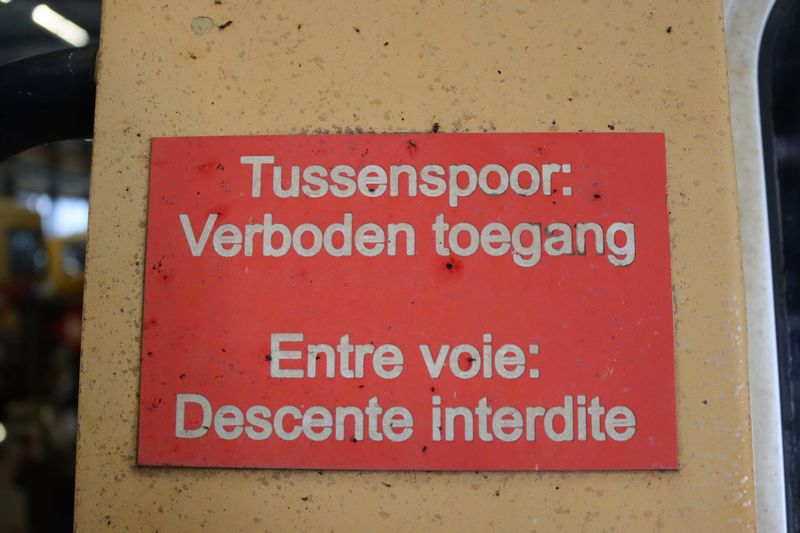 Tussenspoor:
Verboden toegang
Entre voie:
Descente interdite